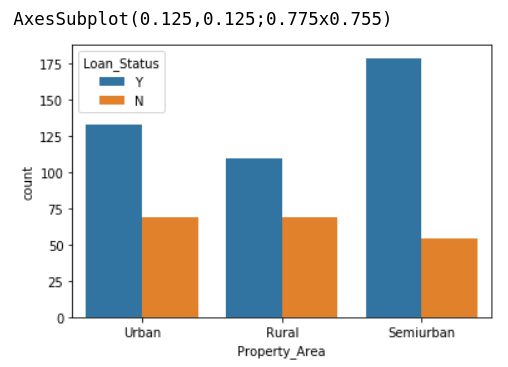 AxesSubplot(0.125,0.125;0.775x0.755)
Loan_Status
Y
N
175
150
125
100
75
50
25
0
count
Urban Rural Semiurban
Property_Area